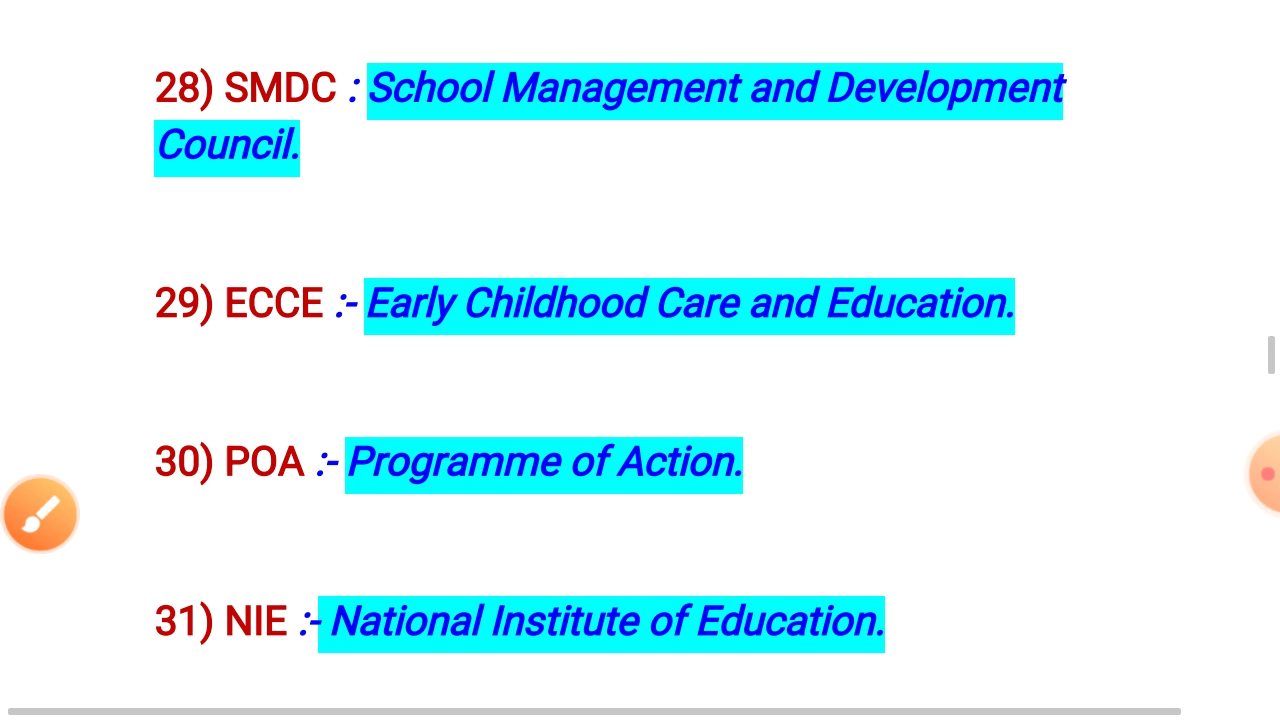 28) SMDC : School Management and Development
Council.
29) ECCE :- Early Childhood Care and Education.
30) POA :- Programme of Action.
31) NIE :- National Institute of Education.